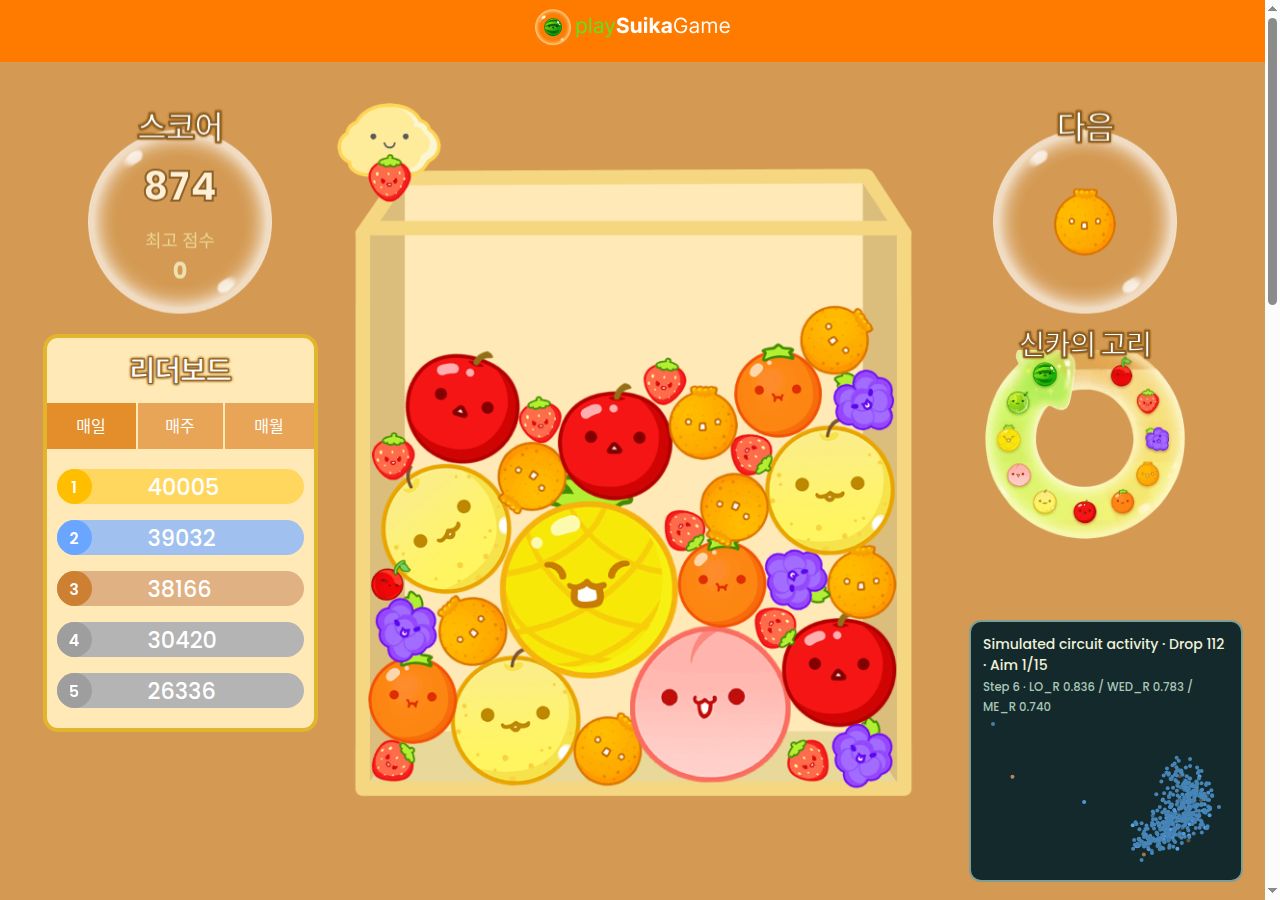 playSuikaGame
스코어
874
최고 점수
0
다음
신카의 고리
리더보드
매일 매주 매월
1 40005
2 39032
3 38166
4 30420
5 26336
Simulated circuit activity · Drop 112
· Aim 1/15
Step 6 · LO_R 0.836 / WED_R 0.783 /
ME_R 0.740